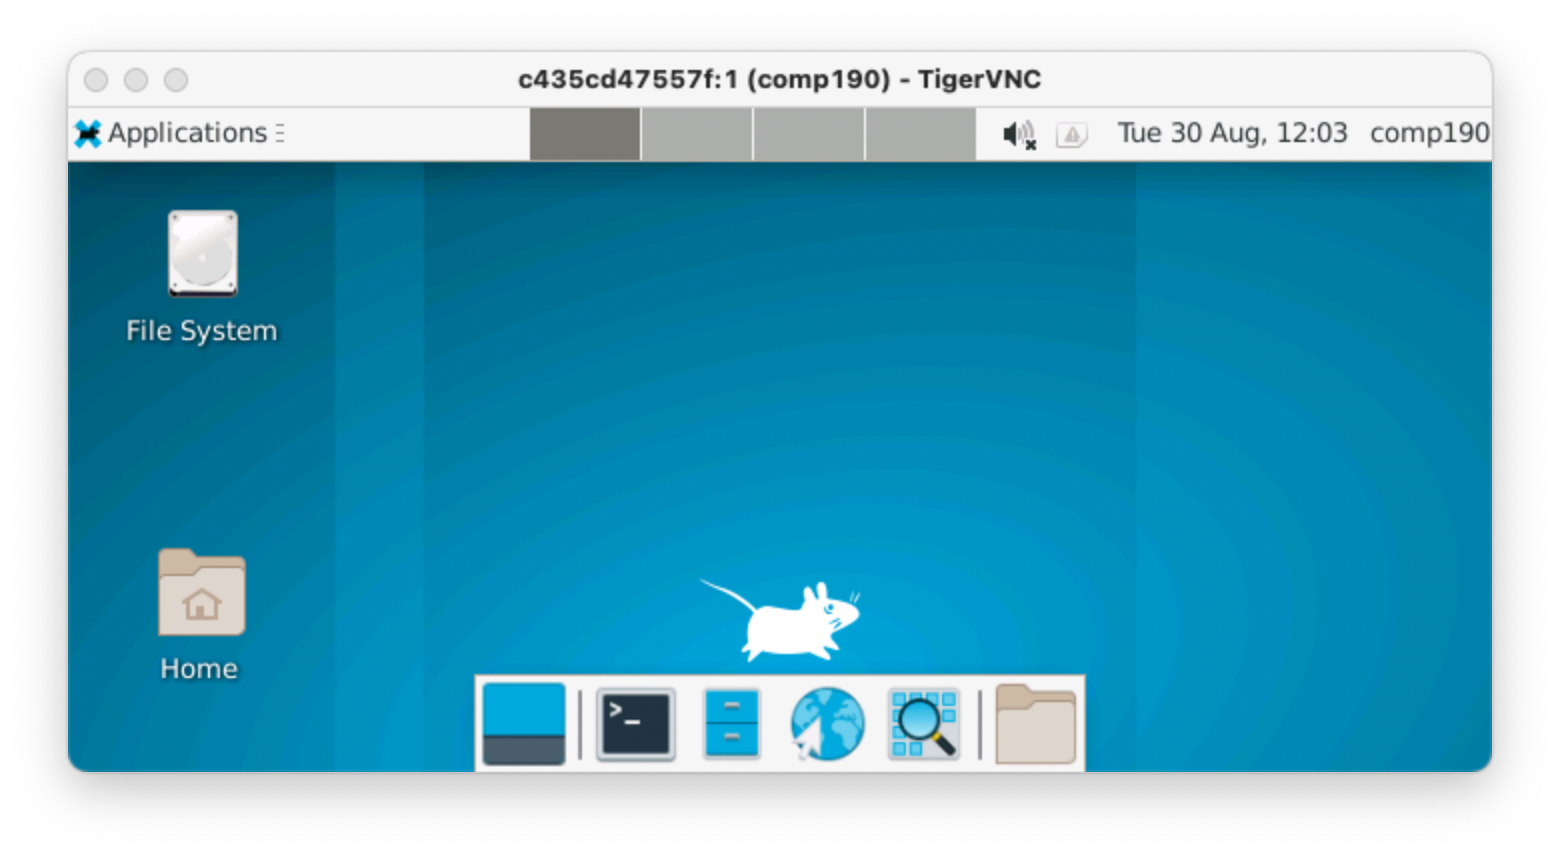 c435cd47557f:1 (comp190) - TigerVNC
Applications Tue 30 Aug, 12:03 comp190
File System
Home
>_